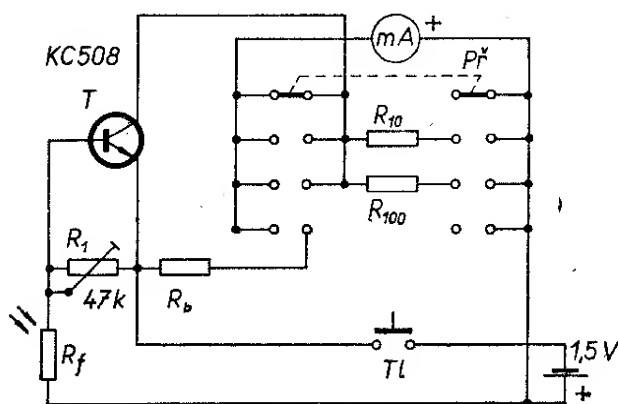 mA +
KC508
Př
T
R10
R100
R1
47k
Rb
Rf
Tl
1,5 V
+